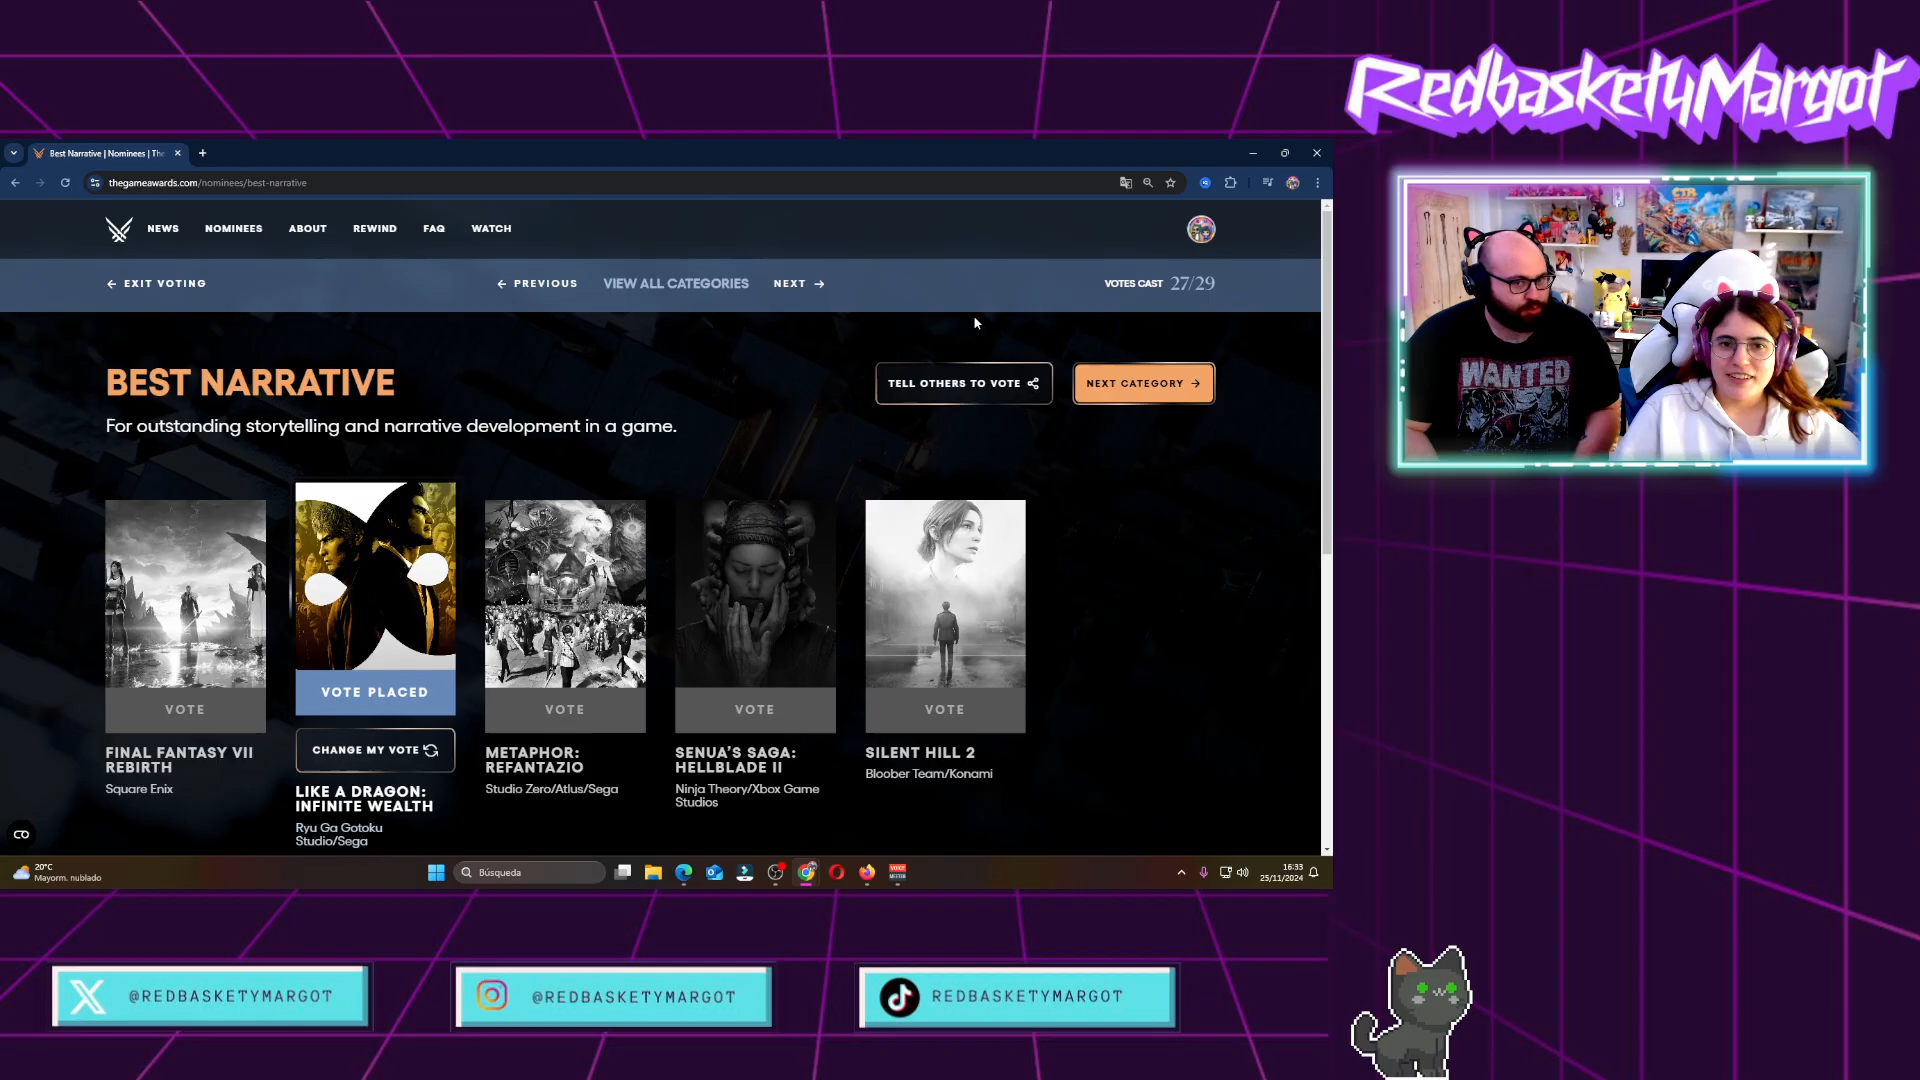 RedbasketyMargot
Best Narrative | Nominees | The
thegameawards.com/nominees/best-narrative
NEWS
NOMINEES
ABOUT
REWIND
FAQ
WATCH
EXIT VOTING
PREVIOUS
VIEW ALL CATEGORIES
NEXT
VOTES CAST 27/29
BEST NARRATIVE
TELL OTHERS TO VOTE
NEXT CATEGORY
For outstanding storytelling and narrative development in a game.
CTR
WANTED
VOTE PLACED
VOTE
VOTE
VOTE
VOTE
CHANGE MY VOTE
FINAL FANTASY VII
REBIRTH
Square Enix
LIKE A DRAGON:
INFINITE WEALTH
Ryu Ga Gotoku
Studio/Sega
METAPHOR:
REFANTAZIO
Studio Zero/Atlus/Sega
SENUA'S SAGA:
HELLBLADE II
Ninja Theory/Xbox Game
Studios
SILENT HILL 2
Bloober Team/Konami
20°C
Mayorm. nublado
Búsqueda
16:33
25/11/2024
@REDBASKETYMARGOT
@REDBASKETYMARGOT
REDBASKETYMARGOT